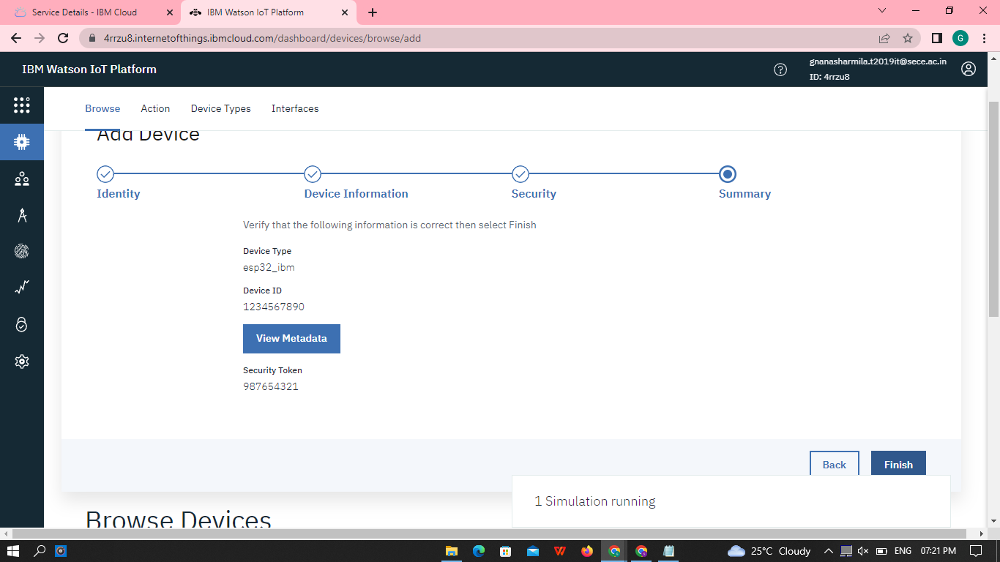 Service Details - IBM Cloud
IBM Watson IoT Platform
4rrzu8.internetofthings.ibmcloud.com/dashboard/devices/browse/add
G
IBM Watson IoT Platform
gnanasharmila.t2019it@sece.ac.in
ID: 4rrzu8
Browse Action Device Types Interfaces
Add Device
Identity Device Information Security Summary
Verify that the following information is correct then select Finish
Device Type
esp32_ibm
Device ID
1234567890
View Metadata
Security Token
987654321
Back Finish
1 Simulation running
Browse Devices
25°C Cloudy ENG 07:21 PM